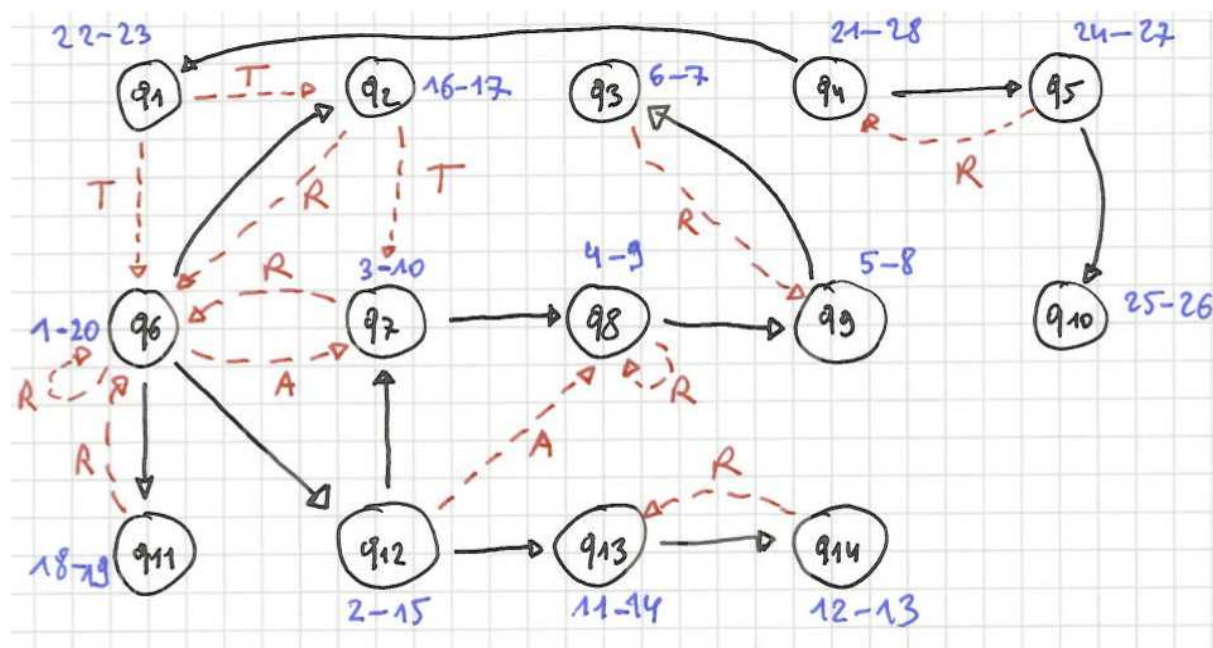 22-23 21-28 24-27
q1 T q2 16-17 q3 6-7 q4 q5
T R T R R
3-10 4-9 5-8
1-20 q6 R q7 q8 q9 q10 25-26
R A R
R A R
18-19 q11 q12 q13 q14
2-15 11-14 12-13